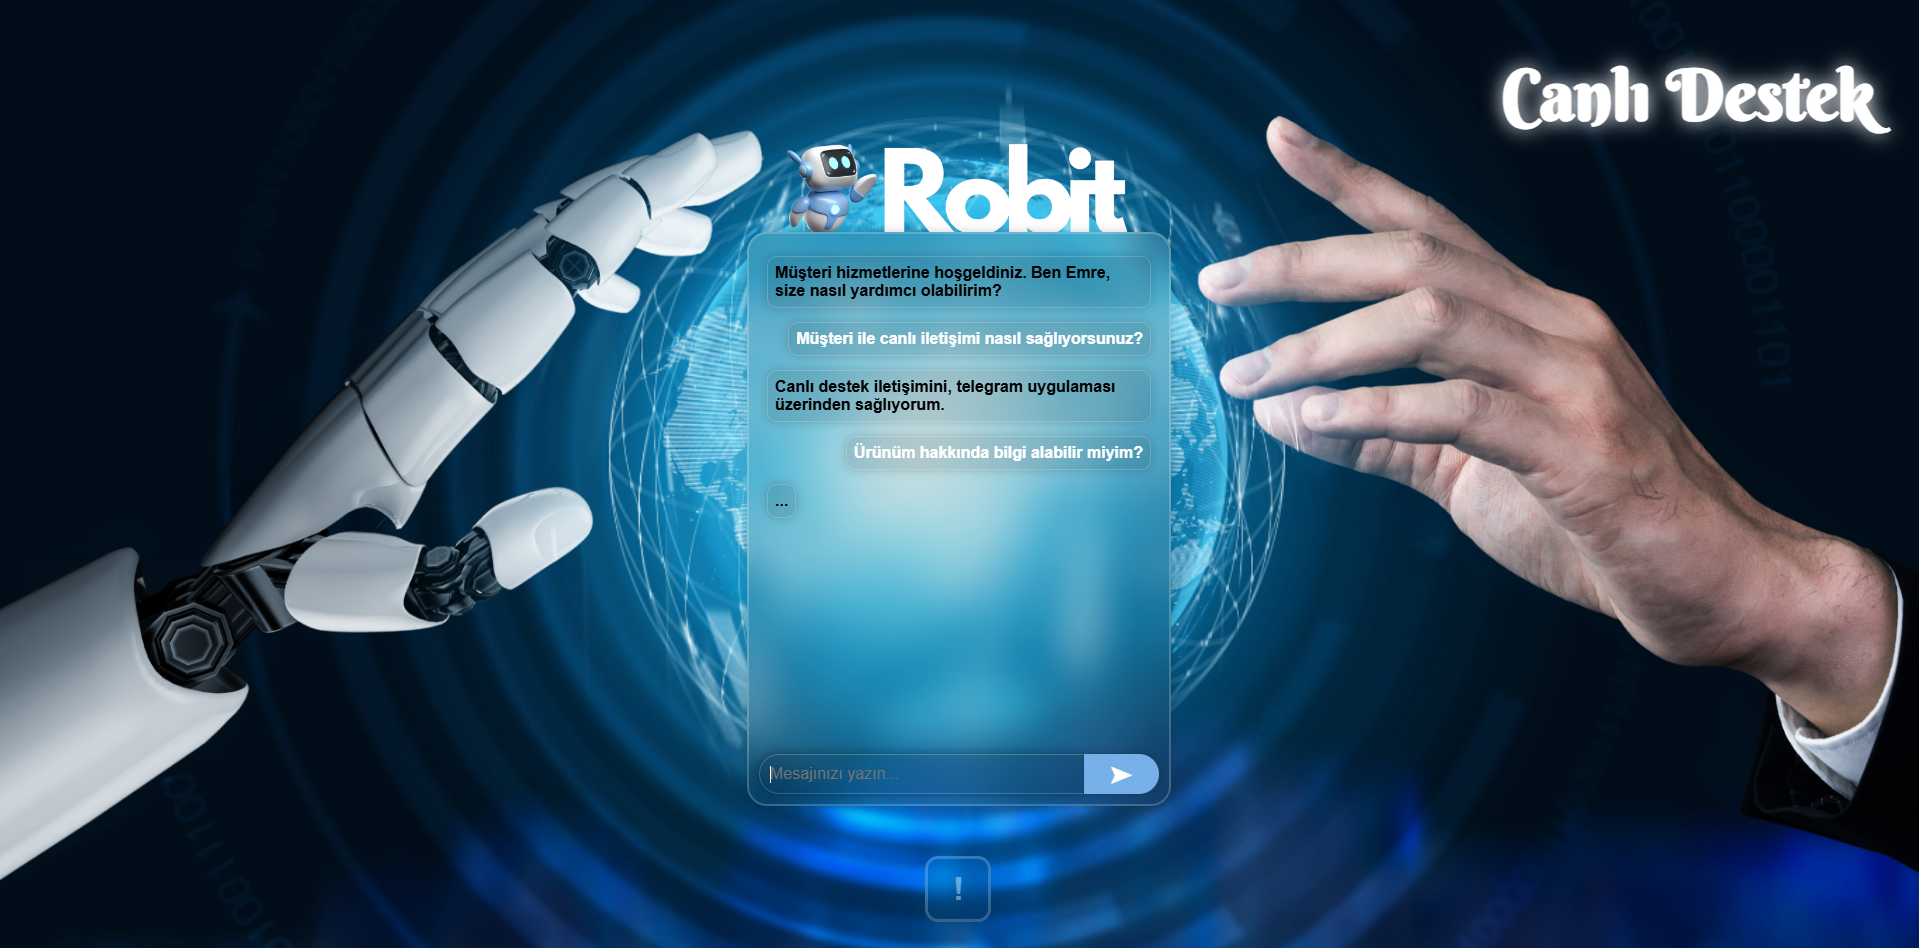 Canlı Destek
Robit
Müşteri hizmetlerine hoşgeldiniz. Ben Emre,
size nasıl yardımcı olabilirim?
Müşteri ile canlı iletişimi nasıl sağlıyorsunuz?
Canlı destek iletişimini, telegram uygulaması
üzerinden sağlıyorum.
Ürünüm hakkında bilgi alabilir miyim?
...
Mesajınızı yazın...
!